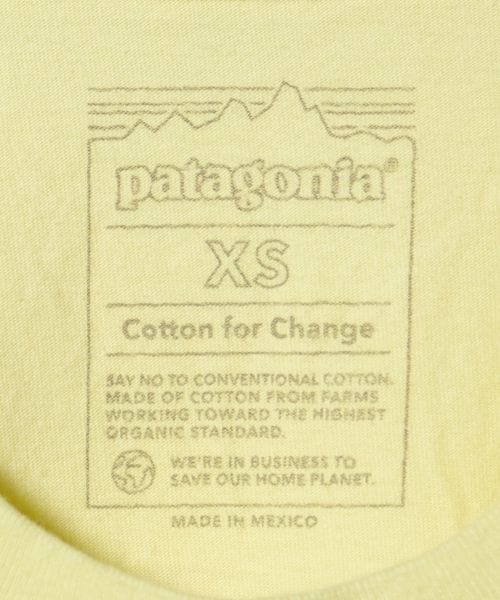 patagonia®
XS
Cotton for Change
SAY NO TO CONVENTIONAL COTTON.
MADE OF COTTON FROM FARMS
WORKING TOWARD THE HIGHEST
ORGANIC STANDARD.
WE'RE IN BUSINESS TO
SAVE OUR HOME PLANET.
MADE IN MEXICO